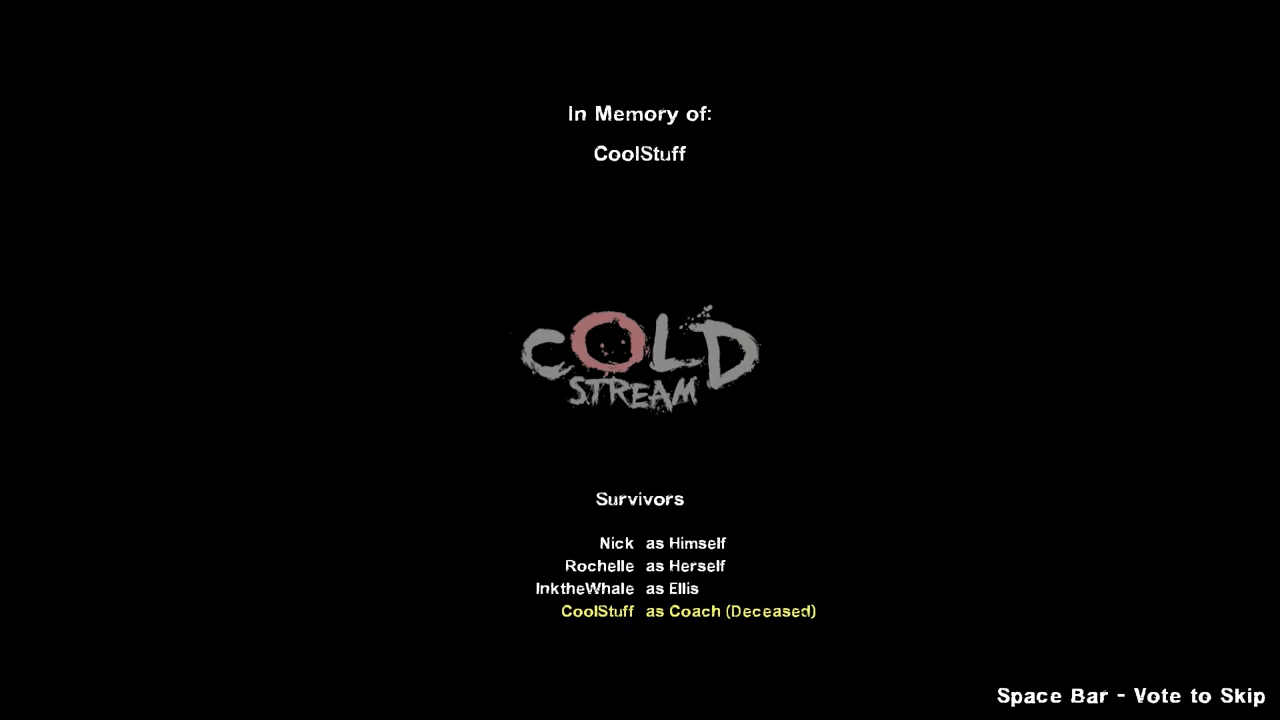 In Memory of:
CoolStuff
COLD
STREAM
Survivors
Nick as Himself
Rochelle as Herself
InktheWhale as Ellis
CoolStuff as Coach (Deceased)
Space Bar - Vote to Skip